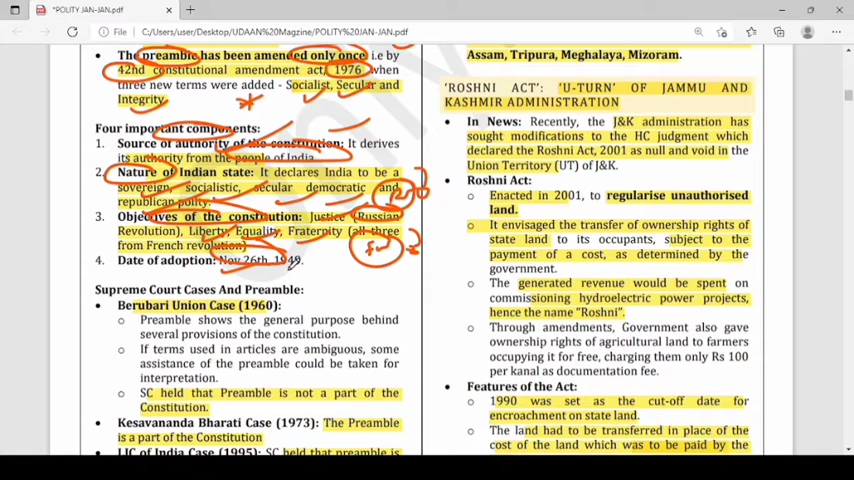 *POLITY JAN-JAN.pdf
File
C:/Users/user/Desktop/UDAAN%20Magzine/POLITY%20JAN-JAN.pdf
• The preamble has been amended only once i.e by
42nd constitutional amendment act, 1976 when
three new terms were added - Socialist, Secular and
Integrity
Four important components:
1. Source of authority of the constitution: It derives
its authority from the people of India.
2. Nature of Indian state: It declares India to be a
sovereign, socialistic, secular democratic and
republican polity.
3. Objectives of the constitution: Justice (Russian
Revolution), Liberty, Equality, Fraternity (all three
from French revolution)
4. Date of adoption: Nov 26th, 1949.
Supreme Court Cases And Preamble:
• Berubari Union Case (1960):
o Preamble shows the general purpose behind
several provisions of the constitution.
o If terms used in articles are ambiguous, some
assistance of the preamble could be taken for
interpretation.
o SC held that Preamble is not a part of the
Constitution.
• Kesavananda Bharati Case (1973): The Preamble
is a part of the Constitution
• LIC of India Case (1995): SC held that preamble is
Assam, Tripura, Meghalaya, Mizoram.
'ROSHNI ACT': 'U-TURN' OF JAMMU AND
KASHMIR ADMINISTRATION
• In News: Recently, the J&K administration has
sought modifications to the HC judgment which
declared the Roshni Act, 2001 as null and void in the
Union Territory (UT) of J&K.
• Roshni Act:
o Enacted in 2001, to regularise unauthorised
land.
o It envisaged the transfer of ownership rights of
state land to its occupants, subject to the
payment of a cost, as determined by the
government.
o The generated revenue would be spent on
commissioning hydroelectric power projects,
hence the name "Roshni".
o Through amendments, Government also gave
ownership rights of agricultural land to farmers
occupying it for free, charging them only Rs 100
per kanal as documentation fee.
• Features of the Act:
o 1990 was set as the cut-off date for
encroachment on state land.
o The land had to be transferred in place of the
cost of the land which was to be paid by the